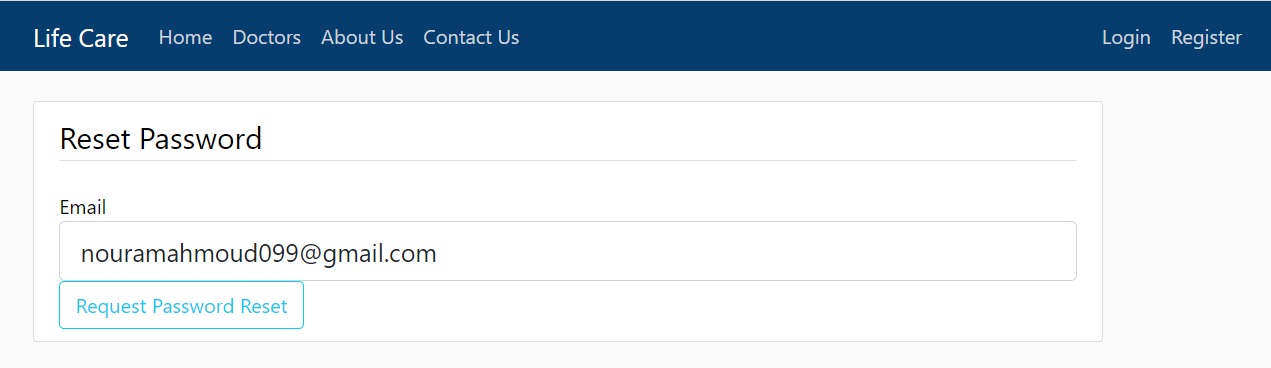 Life Care Home Doctors About Us Contact Us Login Register
Reset Password
Email
nouramahmoud099@gmail.com
Request Password Reset